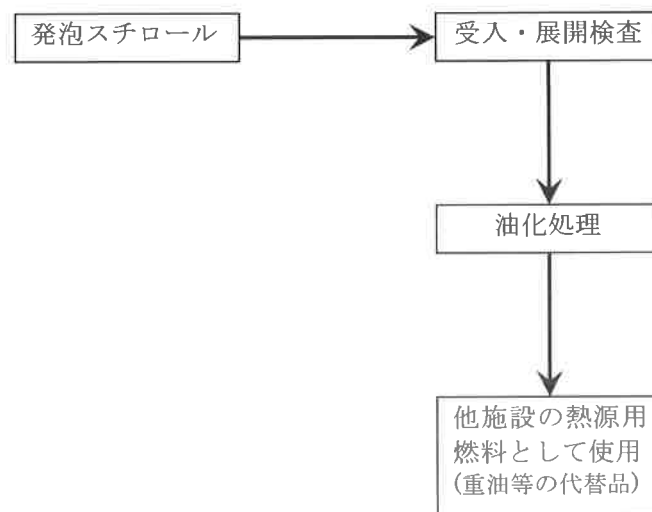 発泡スチロール
受入・展開検査
油化処理
他施設の熱源用
燃料として使用
(重油等の代替品)